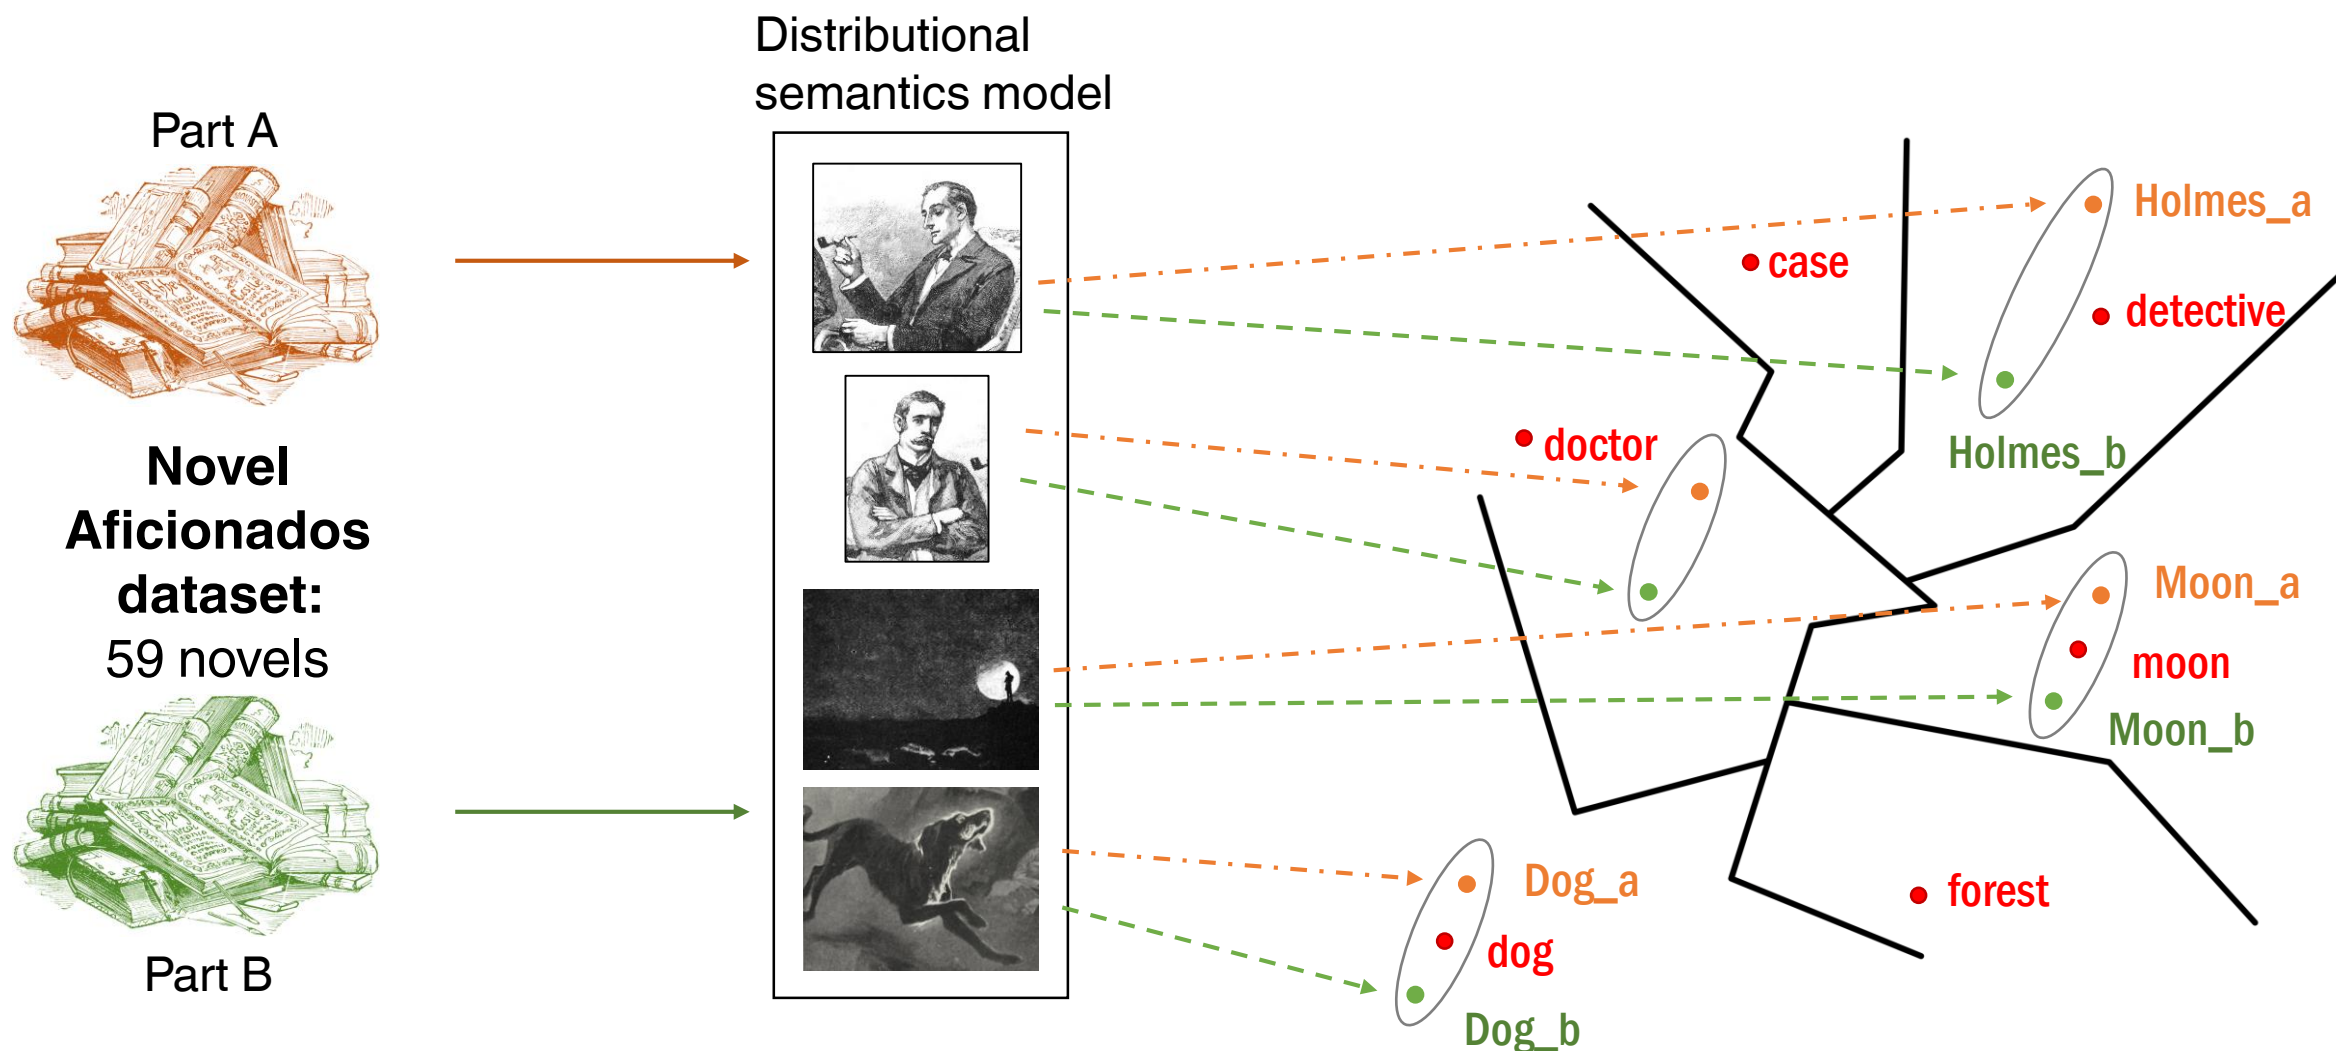 Distributional
semantics model
Part A
Novel
Aficionados
dataset:
59 novels
Part B
Holmes_a
case
detective
doctor
Holmes_b
Moon_a
moon
Moon_b
Dog_a
forest
dog
Dog_b